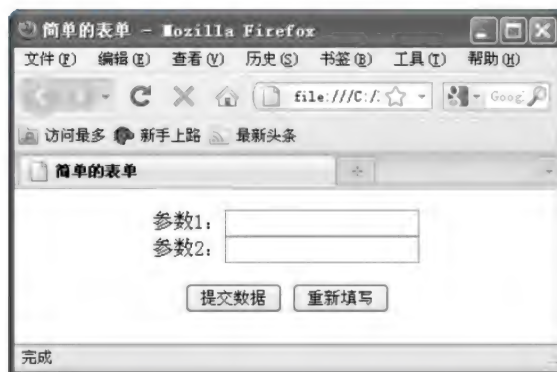 简单的表单 - Mozilla Firefox
文件(F) 编辑(E) 查看(V) 历史(S) 书签(B) 工具(T) 帮助(H)
file:///C:/ Goog
访问最多 新手上路 最新头条
简单的表单
参数1：
参数2：
提交数据 重新填写
完成